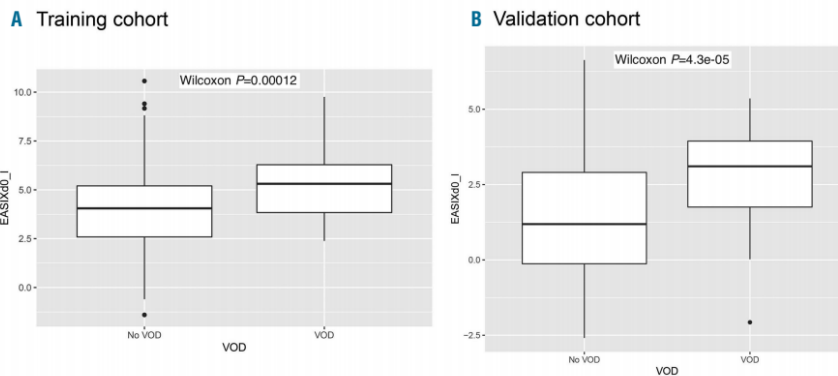 A Training cohort
Wilcoxon P=0.00012
10.0
7.5
5.0
2.5
0.0
EASIXd0_l
No VOD
VOD
VOD
B Validation cohort
Wilcoxon P=4.3e-05
5.0
2.5
0.0
−2.5
EASIXd0_l
No VOD
VOD
VOD